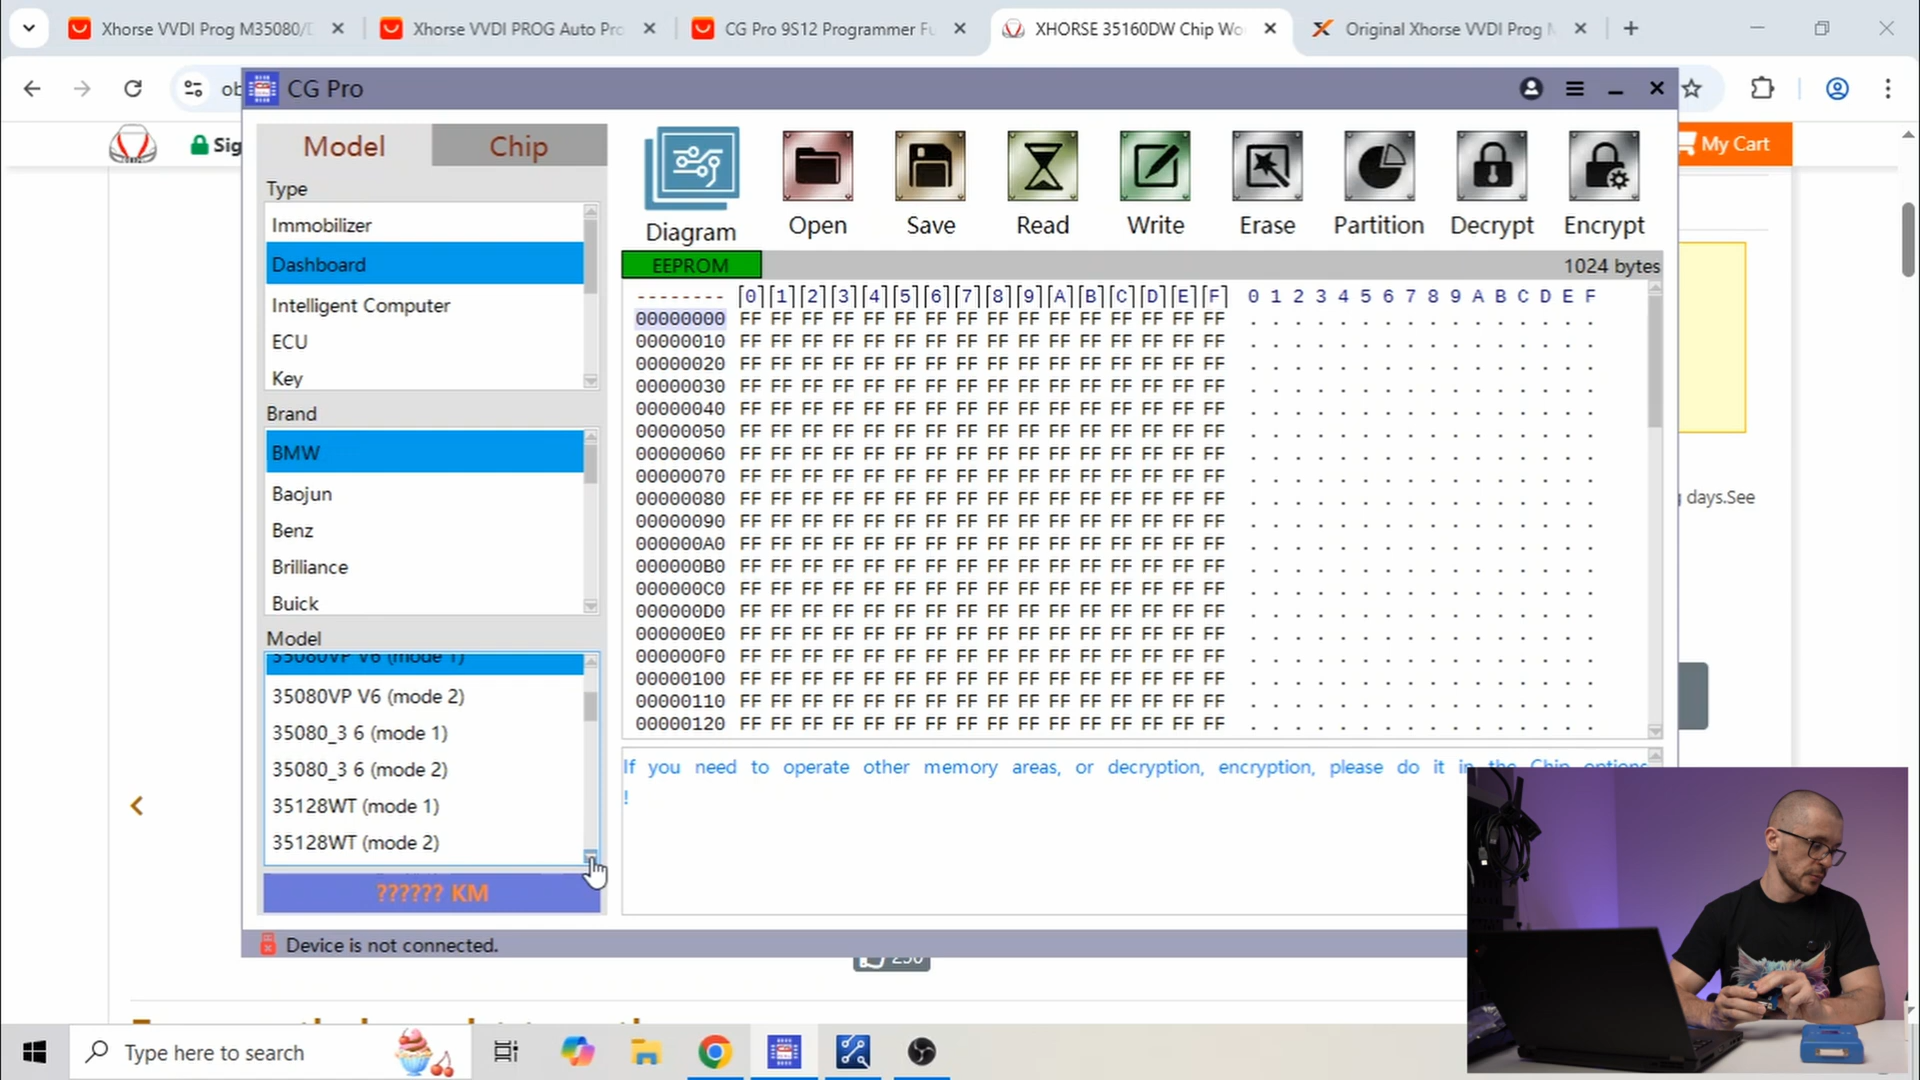 Xhorse VVDI Prog M35080/D
Xhorse VVDI PROG Auto Pro
CG Pro 9S12 Programmer Fu
XHORSE 35160DW Chip Wo
Original Xhorse VVDI Prog M
ob
CG Pro
Sig
My Cart
Model
Chip
Type
Immobilizer
Dashboard
Intelligent Computer
ECU
Key
Brand
BMW
Baojun
Benz
Brilliance
Buick
Model
35080VP V6 (mode 1)
35080VP V6 (mode 2)
35080_3 6 (mode 1)
35080_3 6 (mode 2)
35128WT (mode 1)
35128WT (mode 2)
?????? KM
Device is not connected.
Diagram
Open
Save
Read
Write
Erase
Partition
Decrypt
Encrypt
EEPROM
1024 bytes
-------- [0][1][2][3][4][5][6][7][8][9][A][B][C][D][E][F] 0 1 2 3 4 5 6 7 8 9 A B C D E F
00000000 FF FF FF FF FF FF FF FF FF FF FF FF FF FF FF FF . . . . . . . . . . . . . . . .
00000010 FF FF FF FF FF FF FF FF FF FF FF FF FF FF FF FF . . . . . . . . . . . . . . . .
00000020 FF FF FF FF FF FF FF FF FF FF FF FF FF FF FF FF . . . . . . . . . . . . . . . .
00000030 FF FF FF FF FF FF FF FF FF FF FF FF FF FF FF FF . . . . . . . . . . . . . . . .
00000040 FF FF FF FF FF FF FF FF FF FF FF FF FF FF FF FF . . . . . . . . . . . . . . . .
00000050 FF FF FF FF FF FF FF FF FF FF FF FF FF FF FF FF . . . . . . . . . . . . . . . .
00000060 FF FF FF FF FF FF FF FF FF FF FF FF FF FF FF FF . . . . . . . . . . . . . . . .
00000070 FF FF FF FF FF FF FF FF FF FF FF FF FF FF FF FF . . . . . . . . . . . . . . . .
00000080 FF FF FF FF FF FF FF FF FF FF FF FF FF FF FF FF . . . . . . . . . . . . . . . .
00000090 FF FF FF FF FF FF FF FF FF FF FF FF FF FF FF FF . . . . . . . . . . . . . . . .
000000A0 FF FF FF FF FF FF FF FF FF FF FF FF FF FF FF FF . . . . . . . . . . . . . . . .
000000B0 FF FF FF FF FF FF FF FF FF FF FF FF FF FF FF FF . . . . . . . . . . . . . . . .
000000C0 FF FF FF FF FF FF FF FF FF FF FF FF FF FF FF FF . . . . . . . . . . . . . . . .
000000D0 FF FF FF FF FF FF FF FF FF FF FF FF FF FF FF FF . . . . . . . . . . . . . . . .
000000E0 FF FF FF FF FF FF FF FF FF FF FF FF FF FF FF FF . . . . . . . . . . . . . . . .
000000F0 FF FF FF FF FF FF FF FF FF FF FF FF FF FF FF FF . . . . . . . . . . . . . . . .
00000100 FF FF FF FF FF FF FF FF FF FF FF FF FF FF FF FF . . . . . . . . . . . . . . . .
00000110 FF FF FF FF FF FF FF FF FF FF FF FF FF FF FF FF . . . . . . . . . . . . . . . .
00000120 FF FF FF FF FF FF FF FF FF FF FF FF FF FF FF FF . . . . . . . . . . . . . . . .
If you need to operate other memory areas, or decryption, encryption, please do it in the Chip options
!
days.See
Type here to search